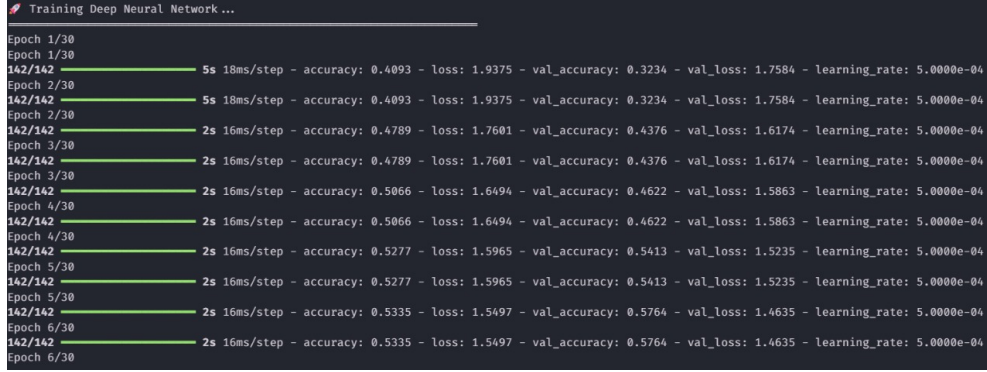 🚀 Training Deep Neural Network...
Epoch 1/30
Epoch 1/30
142/142 5s 18ms/step - accuracy: 0.4093 - loss: 1.9375 - val_accuracy: 0.3234 - val_loss: 1.7584 - learning_rate: 5.0000e-04
Epoch 2/30
142/142 5s 18ms/step - accuracy: 0.4093 - loss: 1.9375 - val_accuracy: 0.3234 - val_loss: 1.7584 - learning_rate: 5.0000e-04
Epoch 2/30
142/142 2s 16ms/step - accuracy: 0.4789 - loss: 1.7601 - val_accuracy: 0.4376 - val_loss: 1.6174 - learning_rate: 5.0000e-04
Epoch 3/30
142/142 2s 16ms/step - accuracy: 0.4789 - loss: 1.7601 - val_accuracy: 0.4376 - val_loss: 1.6174 - learning_rate: 5.0000e-04
Epoch 3/30
142/142 2s 16ms/step - accuracy: 0.5066 - loss: 1.6494 - val_accuracy: 0.4622 - val_loss: 1.5863 - learning_rate: 5.0000e-04
Epoch 4/30
142/142 2s 16ms/step - accuracy: 0.5066 - loss: 1.6494 - val_accuracy: 0.4622 - val_loss: 1.5863 - learning_rate: 5.0000e-04
Epoch 4/30
142/142 2s 16ms/step - accuracy: 0.5277 - loss: 1.5965 - val_accuracy: 0.5413 - val_loss: 1.5235 - learning_rate: 5.0000e-04
Epoch 5/30
142/142 2s 16ms/step - accuracy: 0.5277 - loss: 1.5965 - val_accuracy: 0.5413 - val_loss: 1.5235 - learning_rate: 5.0000e-04
Epoch 5/30
142/142 2s 16ms/step - accuracy: 0.5335 - loss: 1.5497 - val_accuracy: 0.5764 - val_loss: 1.4635 - learning_rate: 5.0000e-04
Epoch 6/30
142/142 2s 16ms/step - accuracy: 0.5335 - loss: 1.5497 - val_accuracy: 0.5764 - val_loss: 1.4635 - learning_rate: 5.0000e-04
Epoch 6/30